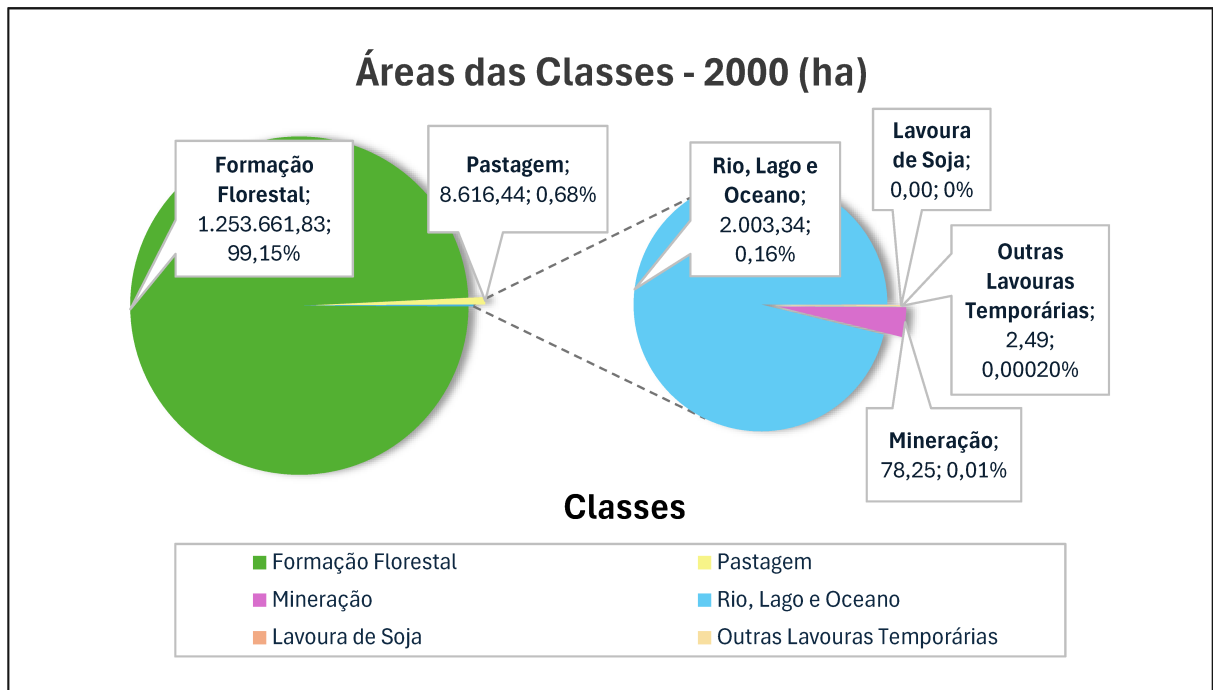 Áreas das Classes - 2000 (ha)
Formação
Florestal;
1.253.661,83;
99,15%
Pastagem;
8.616,44; 0,68%
Rio, Lago e
Oceano;
2.003,34;
0,16%
Lavoura
de Soja;
0,00; 0%
Outras
Lavouras
Temporárias;
2,49;
0,00020%
Mineração;
78,25; 0,01%
Classes
Formação Florestal
Pastagem
Mineração
Rio, Lago e Oceano
Lavoura de Soja
Outras Lavouras Temporárias